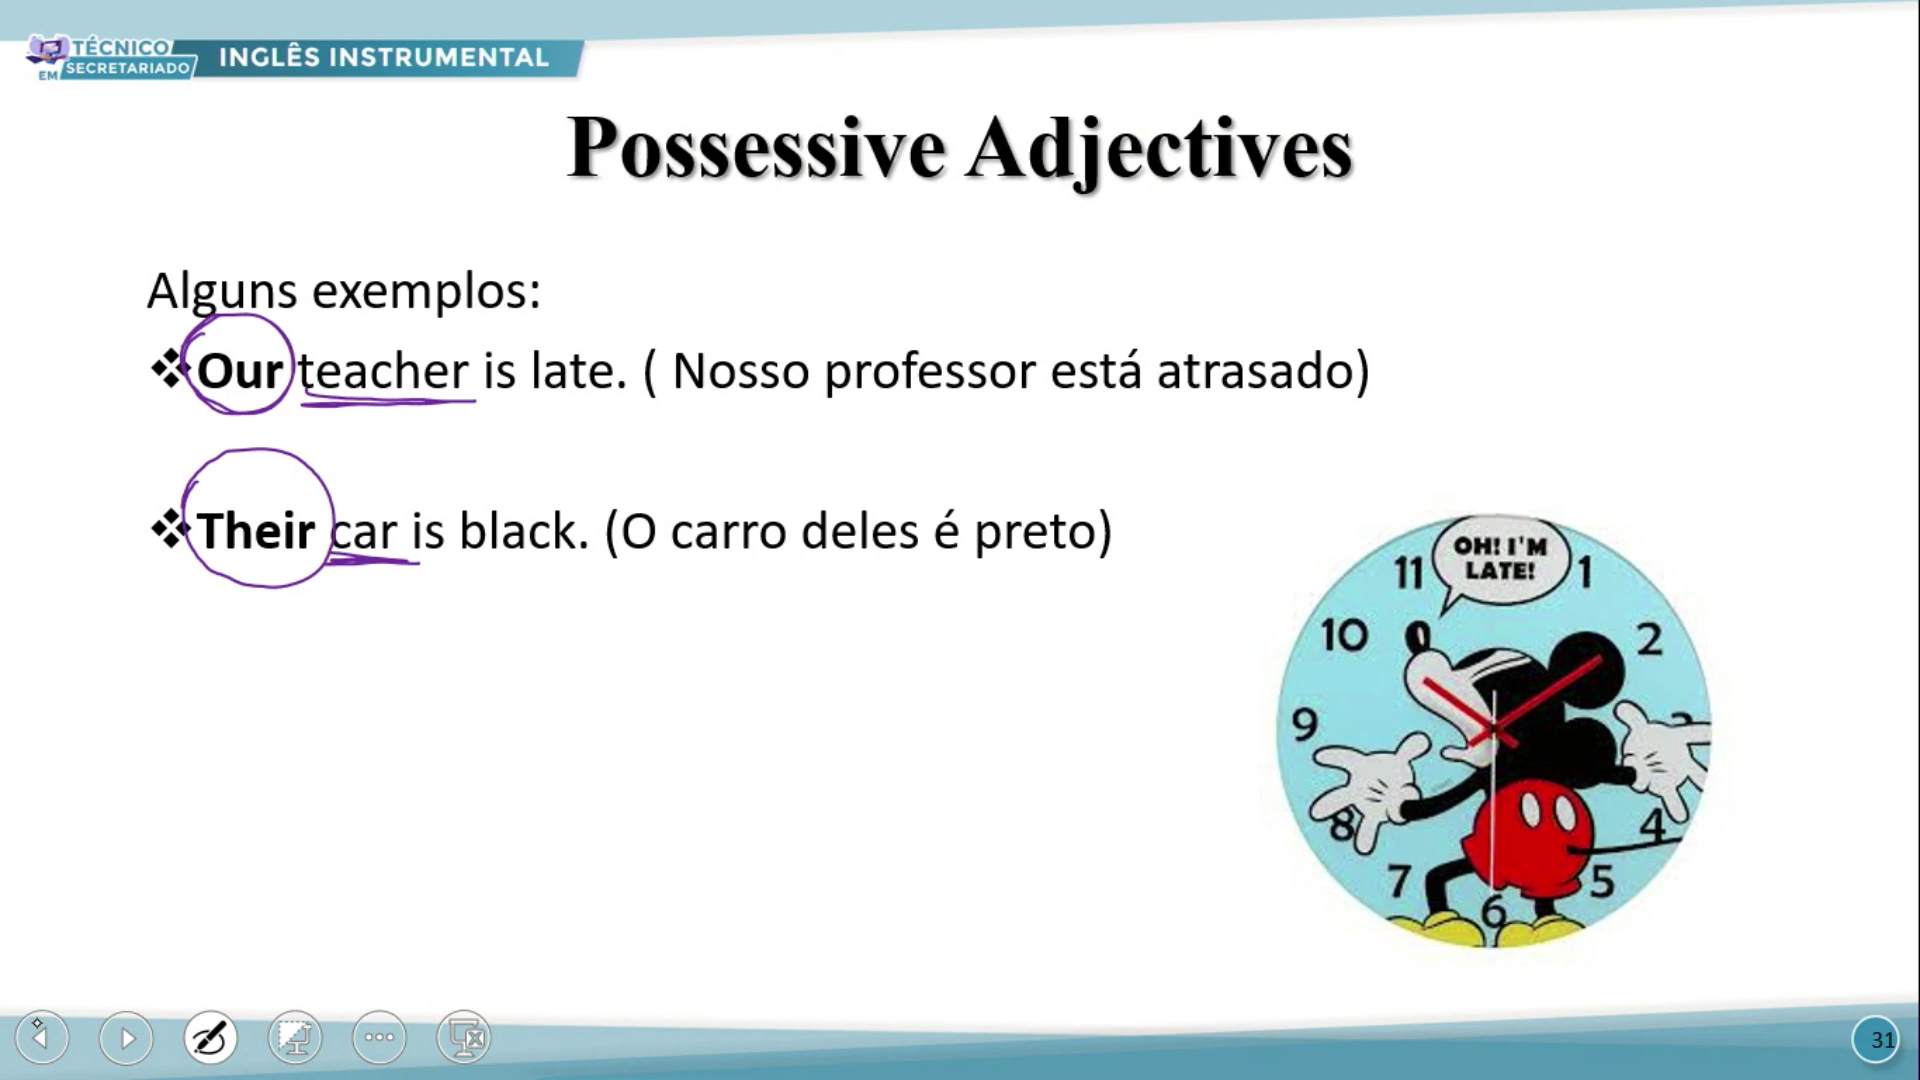 TÉCNICO
EM SECRETARIADO
INGLÊS INSTRUMENTAL
Possessive Adjectives
Alguns exemplos:
❖Our teacher is late. ( Nosso professor está atrasado)
❖Their car is black. (O carro deles é preto)
OH! I'M
LATE!
11 1
10 2
9 3
8 4
7 5
6
31